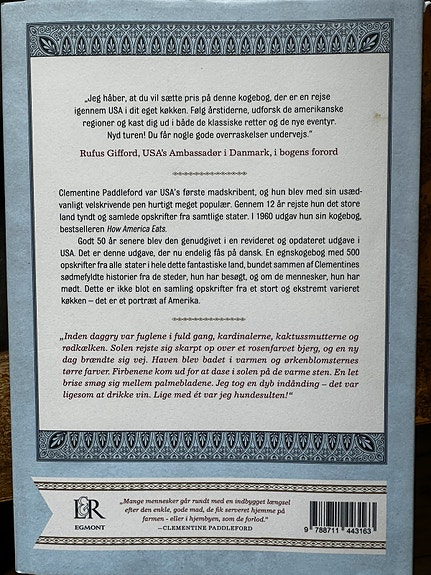 „Jeg håber, at du vil sætte pris på denne kogebog, der er en rejse
igennem USA i dit eget køkken. Følg årstiderne, udforsk de amerikanske
regioner og kast dig ud i både de klassiske retter og de nye eventyr.
Nyd turen! Du får nogle gode overraskelser undervejs.“
Rufus Gifford, USA's Ambassadør i Danmark, i bogens forord
Clementine Paddleford var USA's første madskribent, og hun blev med sin usæd-
vanligt velskrivende pen hurtigt meget populær. Gennem 12 år rejste hun det store
land tyndt og samlede opskrifter fra samtlige stater. I 1960 udgav hun sin kogebog,
bestselleren How America Eats.
Godt 50 år senere blev den genudgivet i en revideret og opdateret udgave i
USA. Det er denne udgave, der nu endelig fås på dansk. En egnskogebog med 500
opskrifter fra alle stater i hele dette fantastiske land, bundet sammen af Clementines
sødmefyldte historier fra de steder, hun har besøgt, og om de mennesker, hun har
mødt. Dette er ikke blot en samling opskrifter fra et stort og ekstremt varieret
køkken – det er et portræt af Amerika.
„Inden daggry var fuglene i fuld gang, kardinalerne, kaktussmutterne og
rødkælken. Solen rejste sig skarpt op over et rosenfarvet bjerg, og en ny
dag brændte sig vej. Haven blev badet i varmen og ørkenblomsternes
tørre farver. Firbenene kom ud for at dase i solen på de varme sten. En let
brise smøg sig mellem palmebladene. Jeg tog en dyb indånding – det var
ligesom at drikke vin. Lige med ét var jeg hundesulten!“
L&R
EGMONT
„Mange mennesker går rundt med en indbygget længsel
efter den enkle, gode mad, de fik serveret hjemme på
farmen - eller i hjembyen, som de forlod.“
—CLEMENTINE PADDLEFORD
9 788711 443163